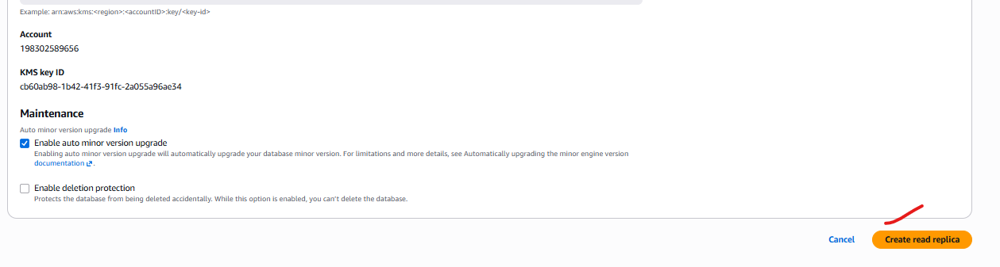 Example: arn:aws:kms:<region>:<accountID>:key/<key-id>
Account
198302589656
KMS key ID
cb60ab98-1b42-41f3-91fc-2a055a96ae34
Maintenance
Auto minor version upgrade Info
Enable auto minor version upgrade
Enabling auto minor version upgrade will automatically upgrade your database minor version. For limitations and more details, see Automatically upgrading the minor engine version
documentation.
Enable deletion protection
Protects the database from being deleted accidentally. While this option is enabled, you can't delete the database.
Cancel
Create read replica